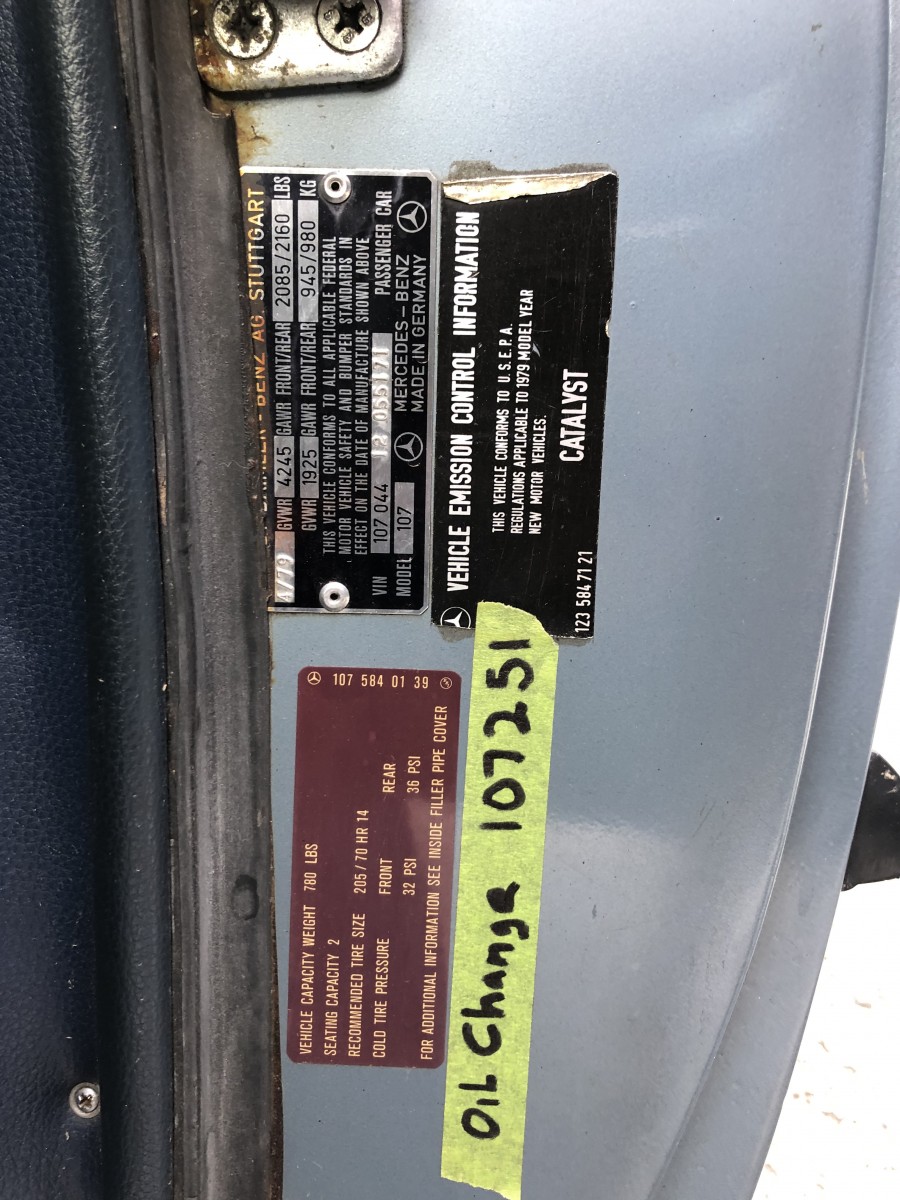 BENZ AG. STUTTGART
4/79 GVWR 4245 GAWR FRONT/REAR 2085/2160 LBS
GVWR 1925 GAWR FRONT/REAR 945/980 KG
THIS VEHICLE CONFORMS TO ALL APPLICABLE FEDERAL
MOTOR VEHICLE SAFETY AND BUMPER STANDARDS IN
EFFECT ON THE DATE OF MANUFACTURE SHOWN ABOVE
VIN 107 044 12 055171 PASSENGER CAR
MODEL 107 MERCEDES-BENZ
MADE IN GERMANY
VEHICLE EMISSION CONTROL INFORMATION
THIS VEHICLE CONFORMS TO U.S.E.P.A.
REGULATIONS APPLICABLE TO 1979 MODEL YEAR
NEW MOTOR VEHICLES.
CATALYST
123 584 71 21
107 584 01 39
VEHICLE CAPACITY WEIGHT 780 LBS
SEATING CAPACITY 2
RECOMMENDED TIRE SIZE 205/70 HR 14
COLD TIRE PRESSURE FRONT REAR
32 PSI 36 PSI
FOR ADDITIONAL INFORMATION SEE INSIDE FILLER PIPE COVER
OIL Change 107251